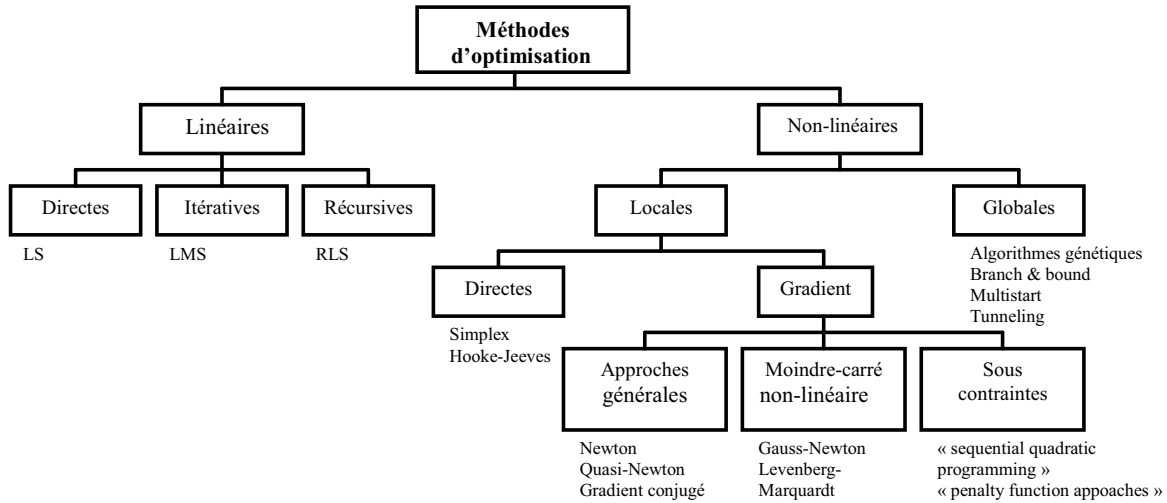 Méthodes
d'optimisation
Linéaires
Non-linéaires
Directes
Itératives
Récursives
Locales
Globales
LS
LMS
RLS
Algorithmes génétiques
Branch & bound
Multistart
Tunneling
Directes
Gradient
Simplex
Hooke-Jeeves
Approches
générales
Moindre-carré
non-linéaire
Sous
contraintes
Newton
Quasi-Newton
Gradient conjugé
Gauss-Newton
Levenberg-
Marquardt
« sequential quadratic
programming »
« penalty function appoaches »